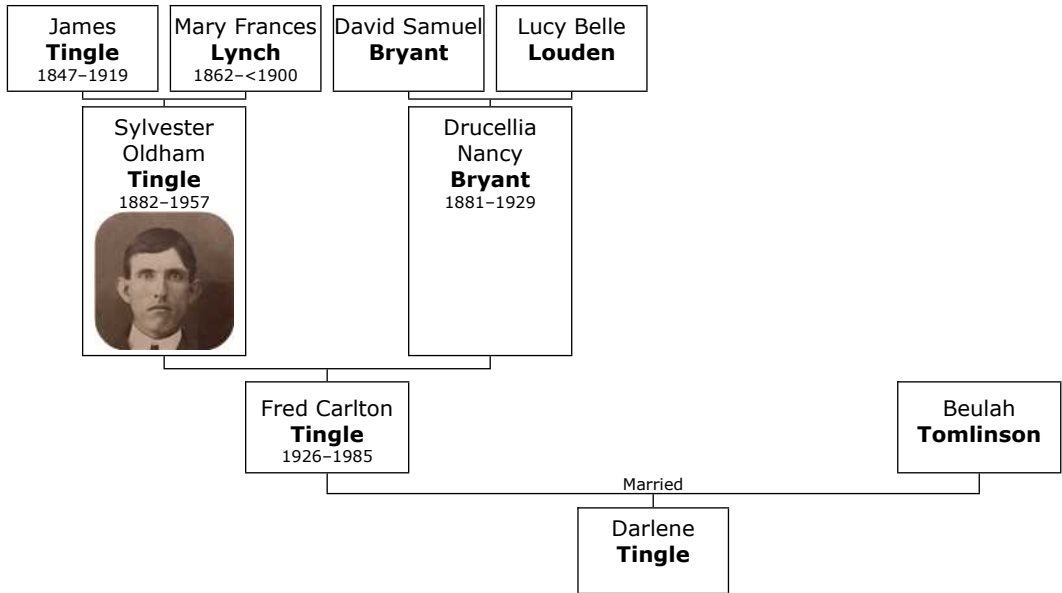 James
Tingle
1847–1919
Mary Frances
Lynch
1862–<1900
David Samuel
Bryant
Lucy Belle
Louden
Sylvester
Oldham
Tingle
1882–1957
Drucellia
Nancy
Bryant
1881–1929
Fred Carlton
Tingle
1926–1985
Beulah
Tomlinson
Married
Darlene
Tingle